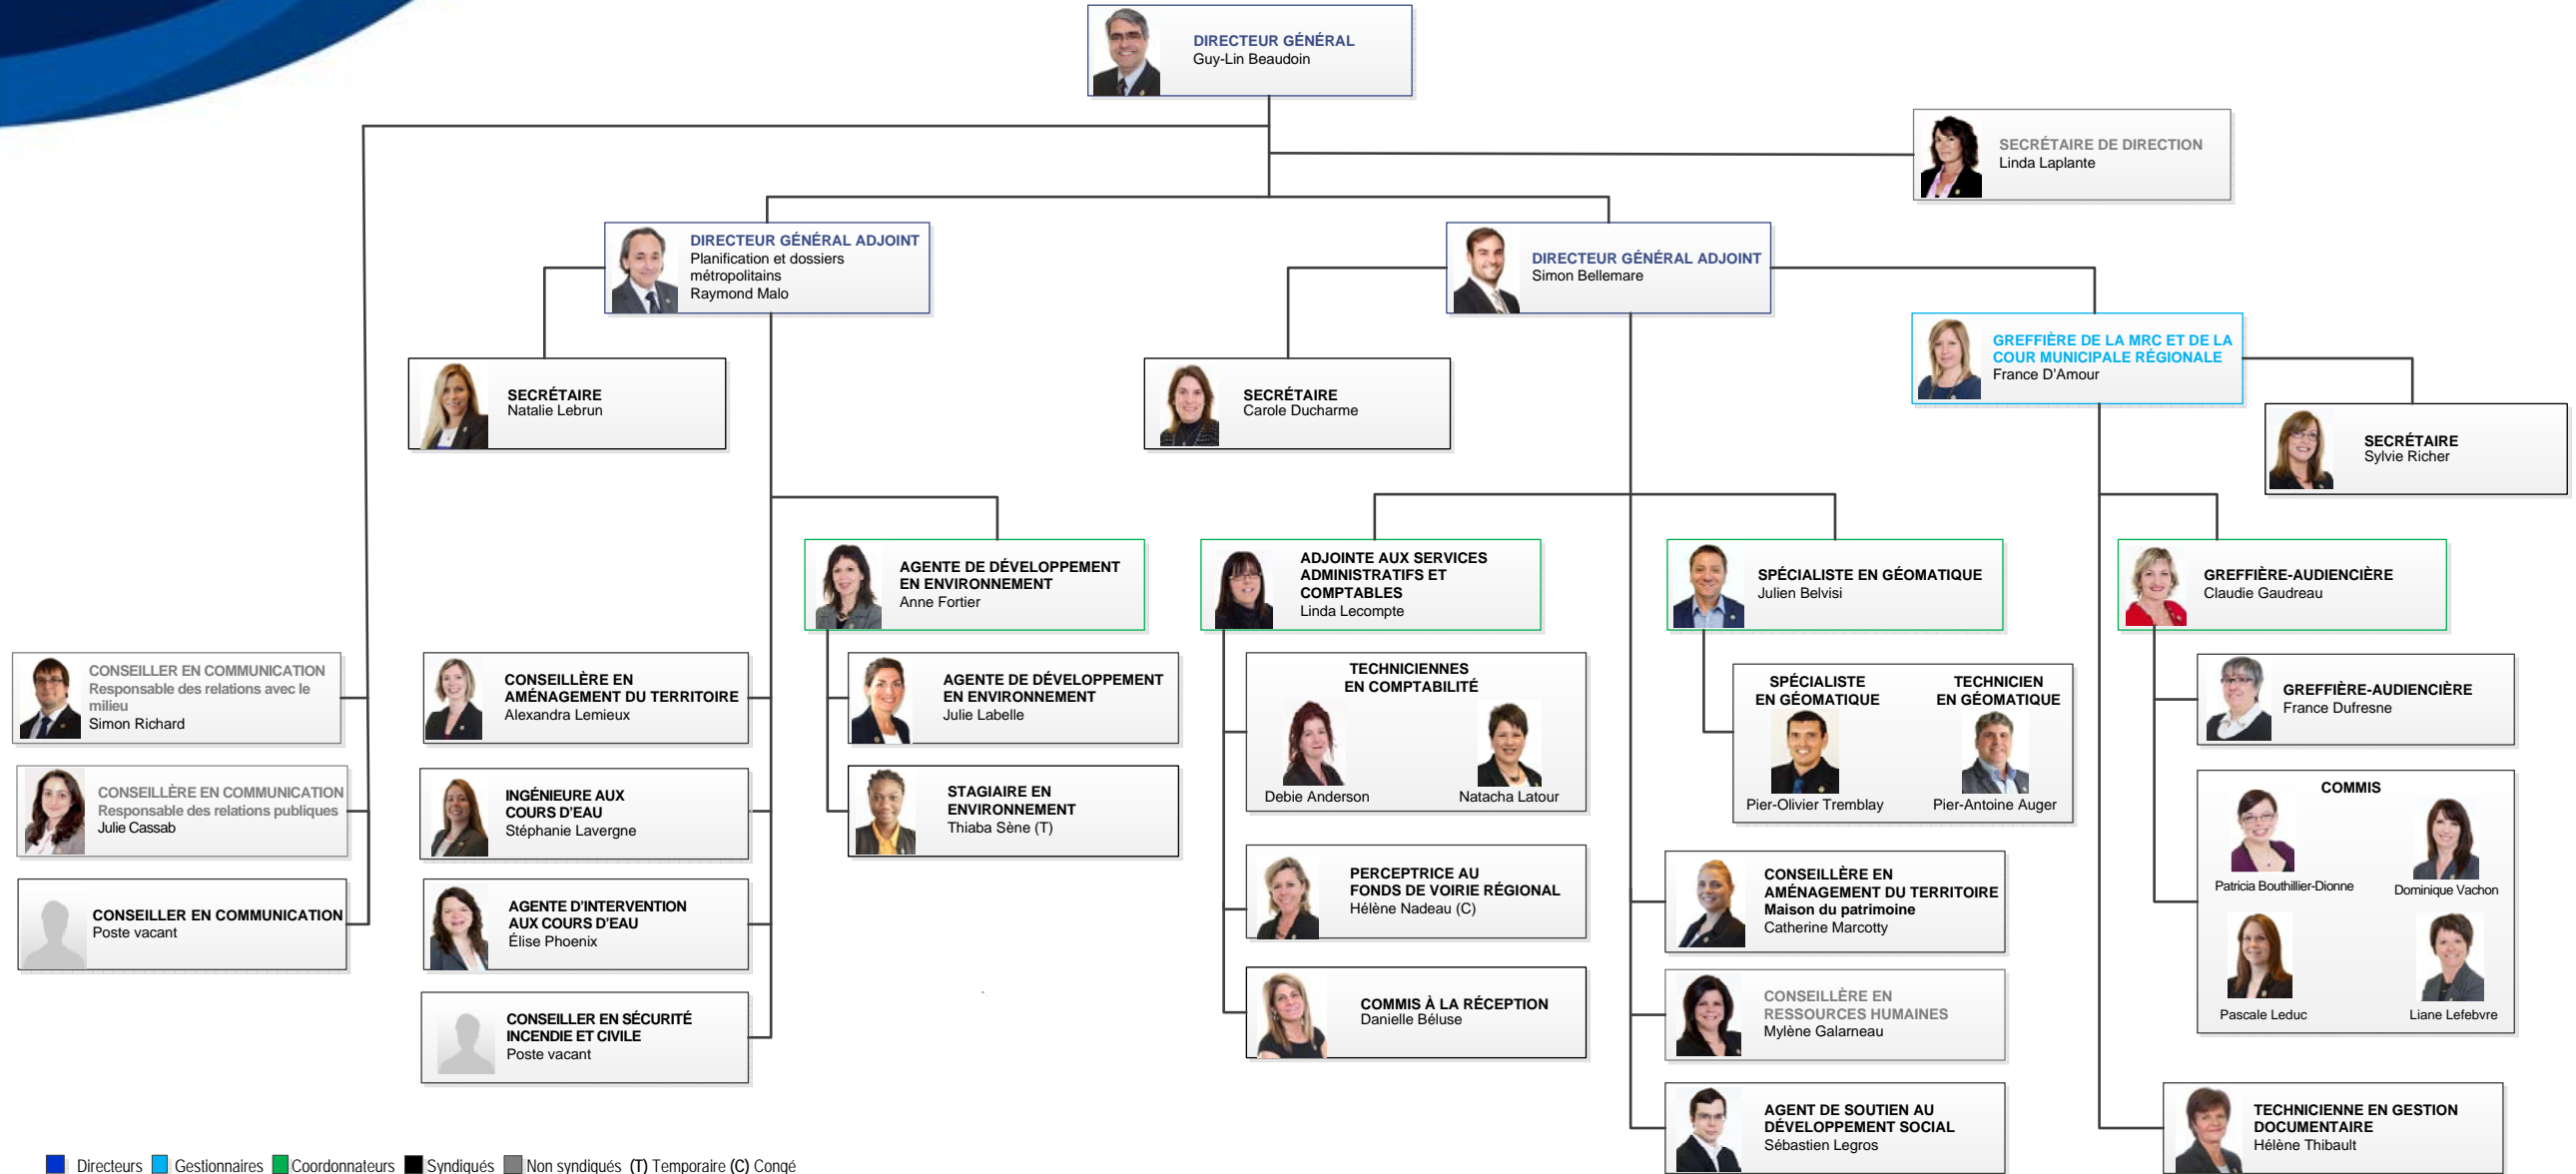 DIRECTEUR GÉNÉRAL
Guy-Lin Beaudoin
SECRÉTAIRE DE DIRECTION
Linda Laplante
DIRECTEUR GÉNÉRAL ADJOINT
Planification et dossiers
métropolitains
Raymond Malo
DIRECTEUR GÉNÉRAL ADJOINT
Simon Bellemare
GREFFIÈRE DE LA MRC ET DE LA
COUR MUNICIPALE RÉGIONALE
France D'Amour
SECRÉTAIRE
Natalie Lebrun
SECRÉTAIRE
Carole Ducharme
SECRÉTAIRE
Sylvie Richer
AGENTE DE DÉVELOPPEMENT
EN ENVIRONNEMENT
Anne Fortier
ADJOINTE AUX SERVICES
ADMINISTRATIFS ET
COMPTABLES
Linda Lecompte
SPÉCIALISTE EN GÉOMATIQUE
Julien Belvisi
GREFFIÈRE-AUDIENCIÈRE
Claudie Gaudreau
CONSEILLER EN COMMUNICATION
Responsable des relations avec le
milieu
Simon Richard
CONSEILLÈRE EN COMMUNICATION
Responsable des relations publiques
Julie Cassab
CONSEILLER EN COMMUNICATION
Poste vacant
CONSEILLÈRE EN
AMÉNAGEMENT DU TERRITOIRE
Alexandra Lemieux
INGÉNIEURE AUX
COURS D'EAU
Stéphanie Lavergne
AGENTE D'INTERVENTION
AUX COURS D'EAU
Élise Phoenix
CONSEILLER EN SÉCURITÉ
INCENDIE ET CIVILE
Poste vacant
AGENTE DE DÉVELOPPEMENT
EN ENVIRONNEMENT
Julie Labelle
STAGIAIRE EN
ENVIRONNEMENT
Thiaba Sène (T)
TECHNICIENNES
EN COMPTABILITÉ
Debie Anderson
Natacha Latour
PERCEPTRICE AU
FONDS DE VOIRIE RÉGIONAL
Hélène Nadeau (C)
COMMIS À LA RÉCEPTION
Danielle Béluse
SPÉCIALISTE
EN GÉOMATIQUE
Pier-Olivier Tremblay
TECHNICIEN
EN GÉOMATIQUE
Pier-Antoine Auger
CONSEILLÈRE EN
AMÉNAGEMENT DU TERRITOIRE
Maison du patrimoine
Catherine Marcotty
CONSEILLÈRE EN
RESSOURCES HUMAINES
Mylène Galarneau
AGENT DE SOUTIEN AU
DÉVELOPPEMENT SOCIAL
Sébastien Legros
GREFFIÈRE-AUDIENCIÈRE
France Dufresne
COMMIS
Patricia Bouthillier-Dionne
Dominique Vachon
Pascale Leduc
Liane Lefebvre
TECHNICIENNE EN GESTION
DOCUMENTAIRE
Hélène Thibault
Directeurs Gestionnaires Coordonnateurs Syndiqués Non syndiqués (T) Temporaire (C) Congé